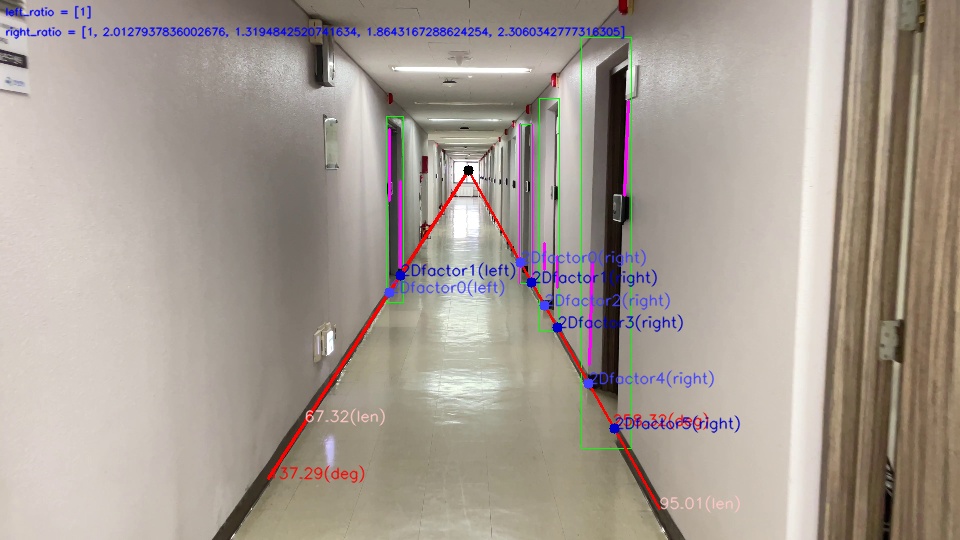 left_ratio = [1]
right_ratio = [1, 2.0127937836002676, 1.3194842520741634, 1.8643167288624254, 2.3060342777316305]
2Dfactor0(right)
2Dfactor1(left)
2Dfactor1(right)
Dfactor0(left)
2Dfactor2(right)
2Dfactor3(right)
2Dfactor4(right)
67.32(len)
2Dfactor5(right)
37.29(deg)
95.01(len)